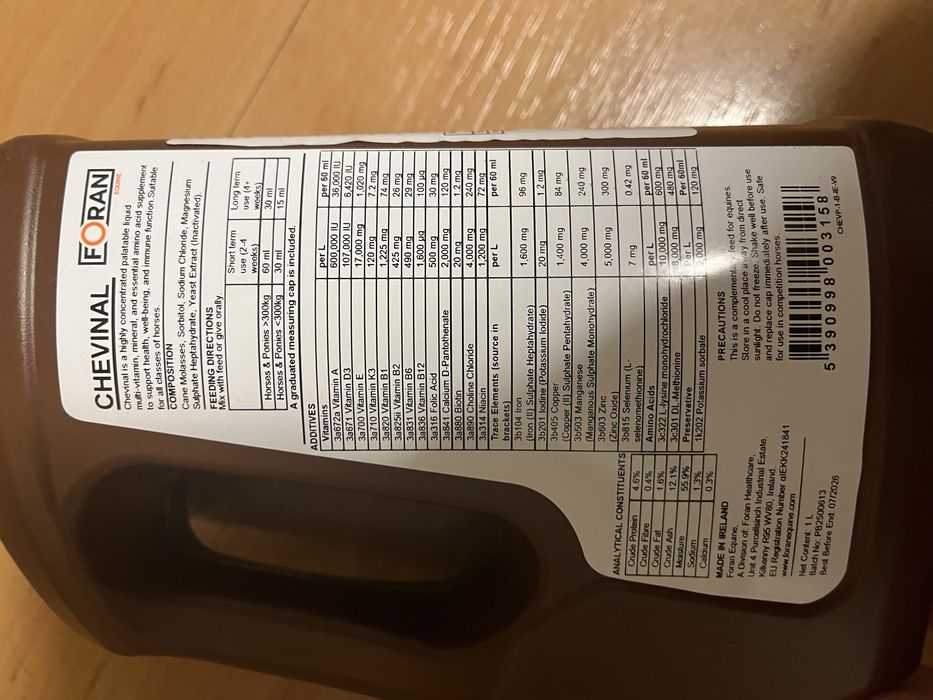 CHEVINAL
FORAN
EQUINE
Chevinal is a highly concentrated palatable liquid
multi-vitamin, mineral, and essential amino acid supplement
to support health, well-being, and immune function. Suitable
for all classes of horses.
COMPOSITION
Cane Molasses, Sorbitol, Sodium Chloride, Magnesium
Sulphate Heptahydrate, Yeast Extract (Inactivated).
FEEDING DIRECTIONS
Mix with feed or give orally.
Short term use (2-4 weeks) Long term use (4+ weeks)
Horses & Ponies >300kg 60 ml 30 ml
Horses & Ponies <300kg 30 ml 15 ml
A graduated measuring cap is included.
ADDITIVES
Vitamins per L per 60 ml
3a672a Vitamin A 600,000 IU 36,000 IU
3a671 Vitamin D3 107,000 IU 6,420 IU
3a700 Vitamin E 17,000 mg 1,020 mg
3a710 Vitamin K3 120 mg 7.2 mg
3a820 Vitamin B1 1,225 mg 74 mg
3a825ii Vitamin B2 425 mg 26 mg
3a831 Vitamin B6 490 mg 29 mg
3a836 Vitamin B12 1,600 µg 100 µg
3a316 Folic Acid 500 mg 30 mg
3a841 Calcium D-Pantothenate 2,000 mg 120 mg
3a880 Biotin 20 mg 1.2 mg
3a890 Choline Chloride 4,000 mg 240 mg
3a314 Niacin 1,200 mg 72 mg
Trace Elements (source in brackets) per L per 60 ml
3b104 Iron
(Iron (II) Sulphate Heptahydrate) 1,600 mg 96 mg
3b201 Iodine (Potassium Iodide) 20 mg 1.2 mg
3b405 Copper
(Copper (II) Sulphate Pentahydrate) 1,400 mg 84 mg
3b503 Manganese
(Manganous Sulphate Monohydrate) 4,000 mg 240 mg
3b603 Zinc
(Zinc Oxide) 5,000 mg 300 mg
3b815 Selenium (L-
selenomethionine) 7 mg 0.42 mg
Amino Acids per L per 60 ml
3c322 L-lysine monohydrochloride 10,000 mg 600 mg
3c301 DL-Methionine 8,000 mg 480 mg
Preservative Per L Per 60ml
1k202 Potassium sorbate 120 mg
ANALYTICAL CONSTITUENTS
Crude Protein 4.6%
Crude Fibre 0.4%
Crude Fat 1.6%
Crude Ash 12.1%
Moisture 55.9%
Sodium 1.3%
Calcium 0.3%
MADE IN IRELAND
Foran Equine,
A Division of: Foran Healthcare,
Unit 4 Purcellsinch Industrial Estate,
Kilkenny R95 WV80, Ireland.
EU Registration Number αIEKK241841
www.foranequine.com
Net Content: 1 L
Batch No: PB2500613
Best Before End: 07/2026
PRECAUTIONS
This is a complementary feed for equines.
Store in a cool place away from direct
sunlight. Do not freeze. Shake well before use
and replace cap immediately after use. Safe
for use in competition horses.
5 390998 003158
CHEVP-1-B-IE-V9